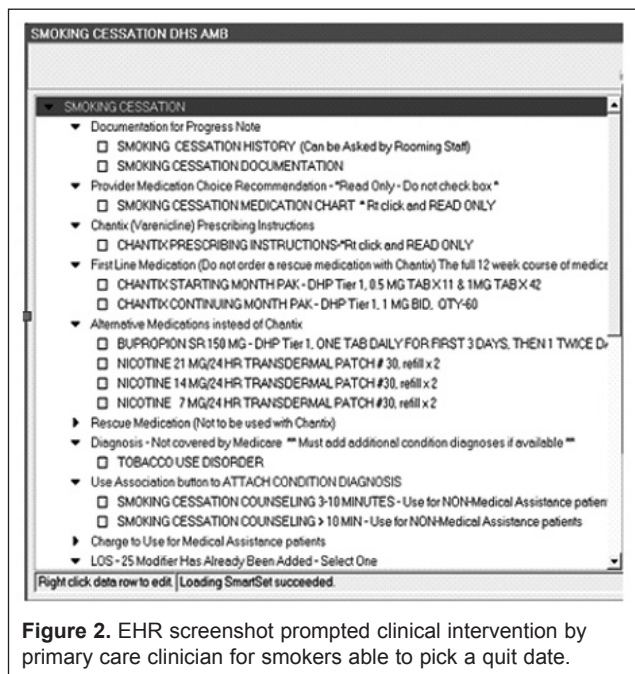 SMOKING CESSATION DHS AMB
SMOKING CESSATION
Documentation for Progress Note
SMOKING CESSATION HISTORY (Can be Asked by Rooming Staff)
SMOKING CESSATION DOCUMENTATION
Provider Medication Choice Recommendation - *Read Only - Do not check box*
SMOKING CESSATION MEDICATION CHART * Rt click and READ ONLY
Chantix (Varenicline) Prescribing Instructions
CHANTIX PRESCRIBING INSTRUCTIONS-*Rt click and READ ONLY
First Line Medication (Do not order a rescue medication with Chantix) The full 12 week course of medica
CHANTIX STARTING MONTH PAK - DHP Tier 1, 0.5 MG TAB X 11 & 1MG TAB X 42
CHANTIX CONTINUING MONTH PAK - DHP Tier 1, 1 MG BID, QTY-60
Alternative Medications instead of Chantix
BUPROPION SR 150 MG - DHP Tier 1, ONE TAB DAILY FOR FIRST 3 DAYS, THEN 1 TWICE DA
NICOTINE 21 MG/24 HR TRANSDERMAL PATCH # 30, refill x 2
NICOTINE 14 MG/24 HR TRANSDERMAL PATCH #30, refill x 2
NICOTINE 7 MG/24 HR TRANSDERMAL PATCH #30, refill x 2
Rescue Medication (Not to be used with Chantix)
Diagnosis - Not covered by Medicare ** Must add additional condition diagnoses if available **
TOBACCO USE DISORDER
Use Association button to ATTACH CONDITION DIAGNOSIS
SMOKING CESSATION COUNSELING 3-10 MINUTES - Use for NON-Medical Assistance patien
SMOKING CESSATION COUNSELING > 10 MIN - Use for NON-Medical Assistance patients
Charge to Use for Medical Assistance patients
LOS - 25 Modifier Has Already Been Added - Select One
Right click data row to edit. Loading SmartSet succeeded.
Figure 2. EHR screenshot prompted clinical intervention by
primary care clinician for smokers able to pick a quit date.